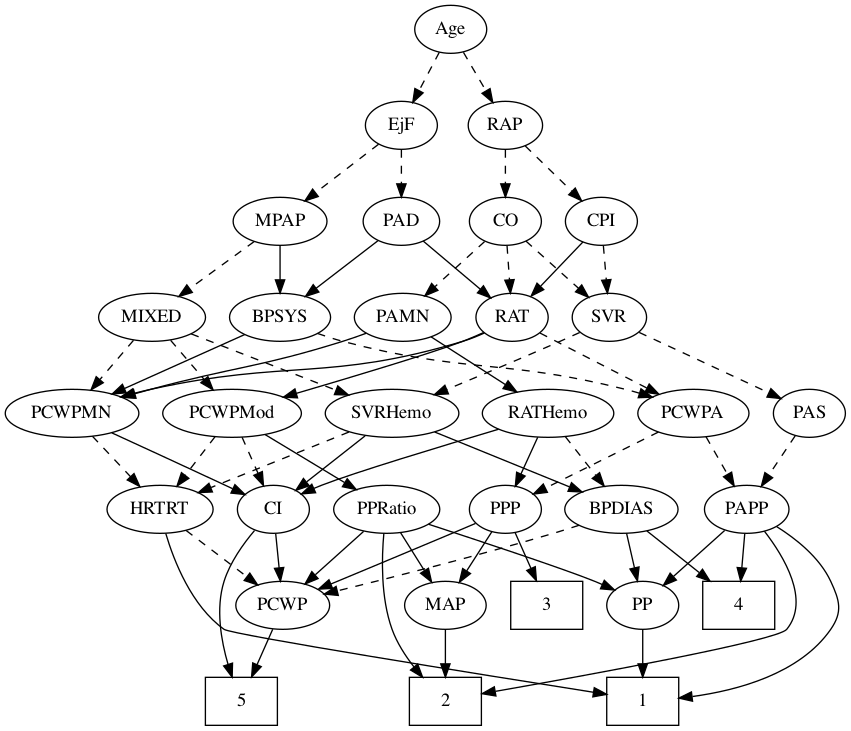 Age
EjF RAP
MPAP PAD CO CPI
MIXED BPSYS PAMN RAT SVR
PCWPMN PCWPMod SVRHemo RATHemo PCWPA PAS
HRTRT CI PPRatio PPP BPDIAS PAPP
PCWP MAP 3 PP 4
5 2 1